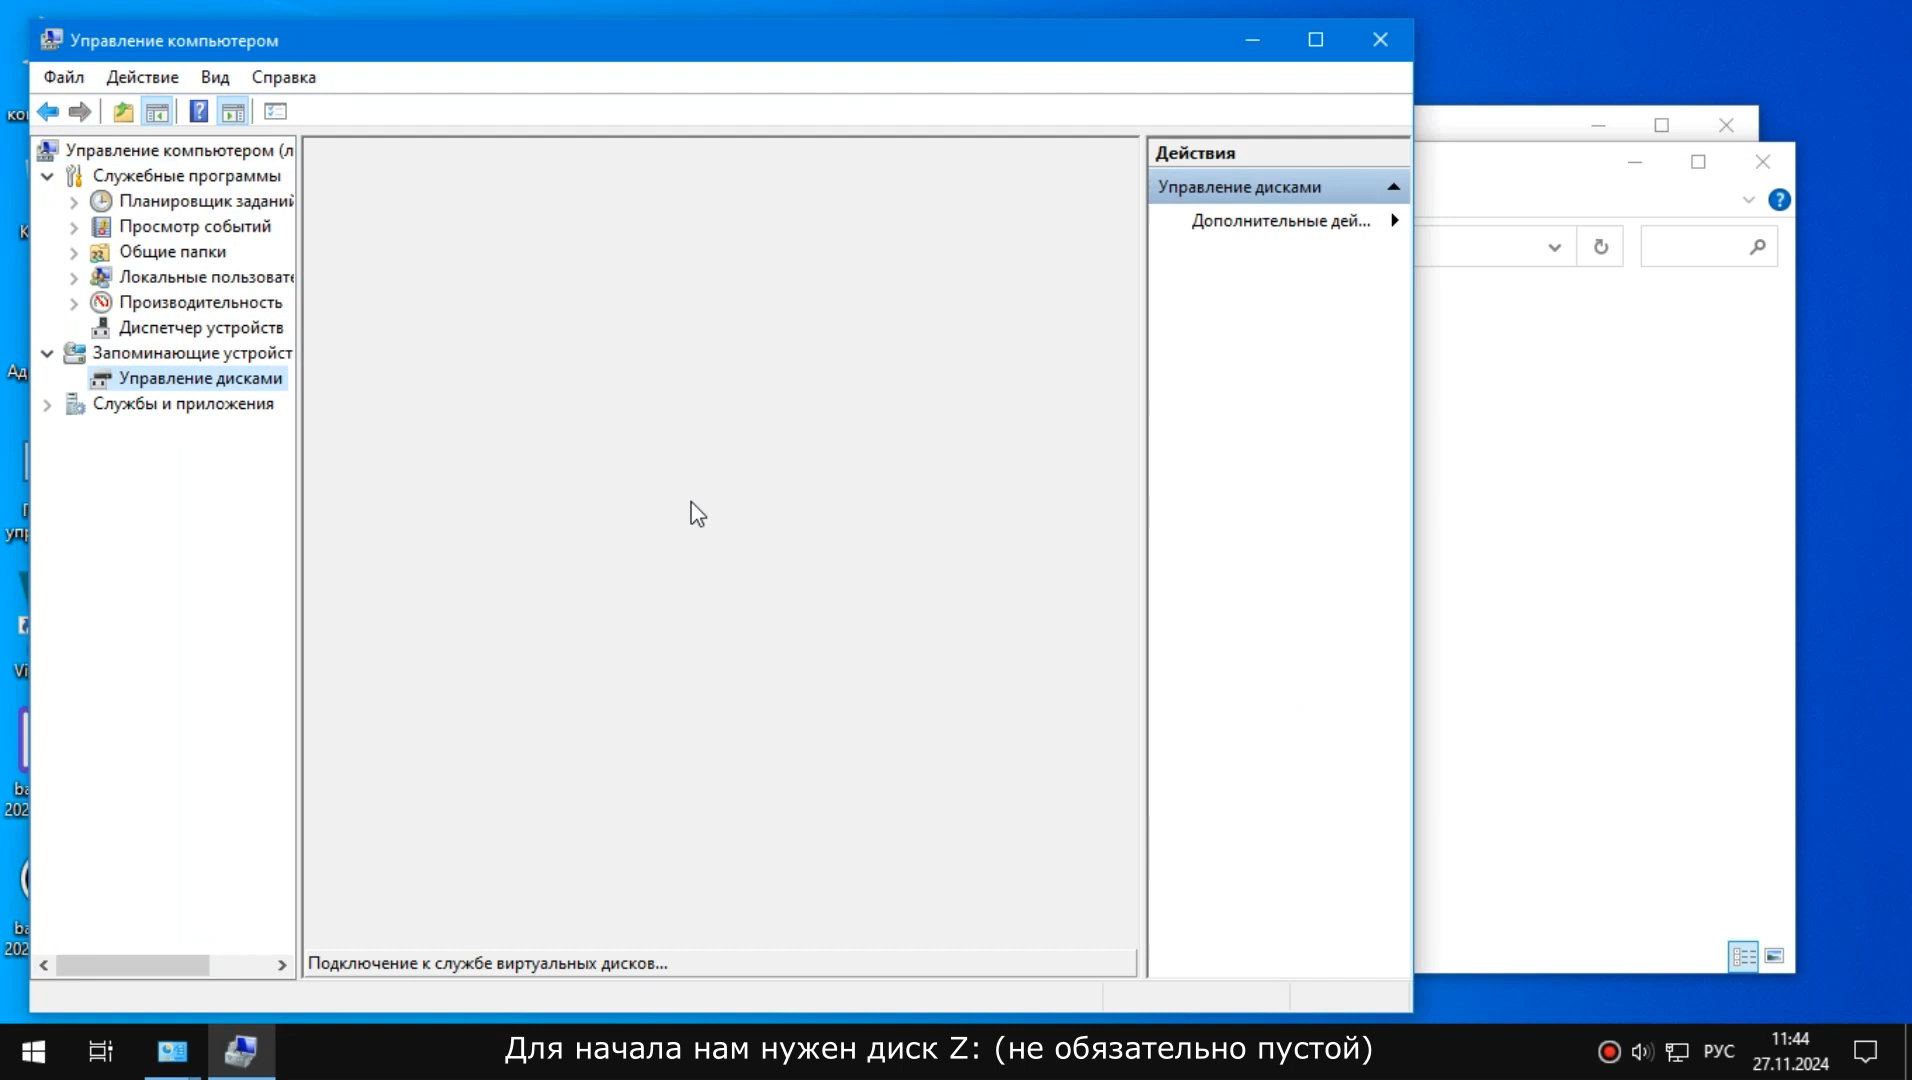 Управление компьютером
Файл Действие Вид Справка
Управление компьютером (л
Служебные программы
Планировщик заданий
Просмотр событий
Общие папки
Локальные пользовате
Производительность
Диспетчер устройств
Запоминающие устройст
Управление дисками
Службы и приложения
Действия
Управление дисками
Дополнительные дей...
Подключение к службе виртуальных дисков...
Для начала нам нужен диск Z: (не обязательно пустой)
РУС
11:44
27.11.2024